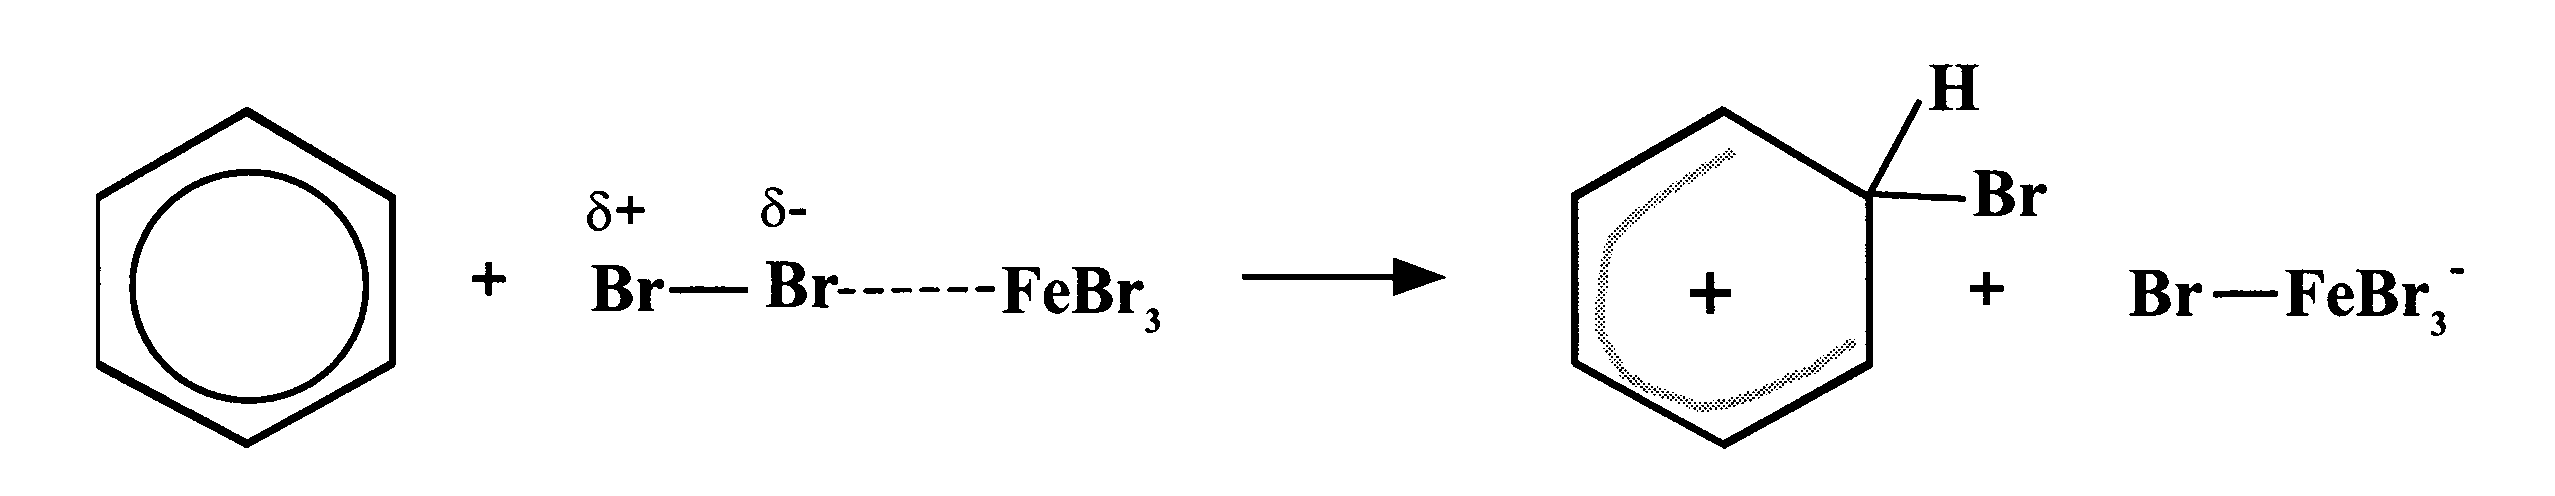 H
δ+ δ- Br
+ Br—Br------FeBr₃ + + Br—FeBr₃⁻